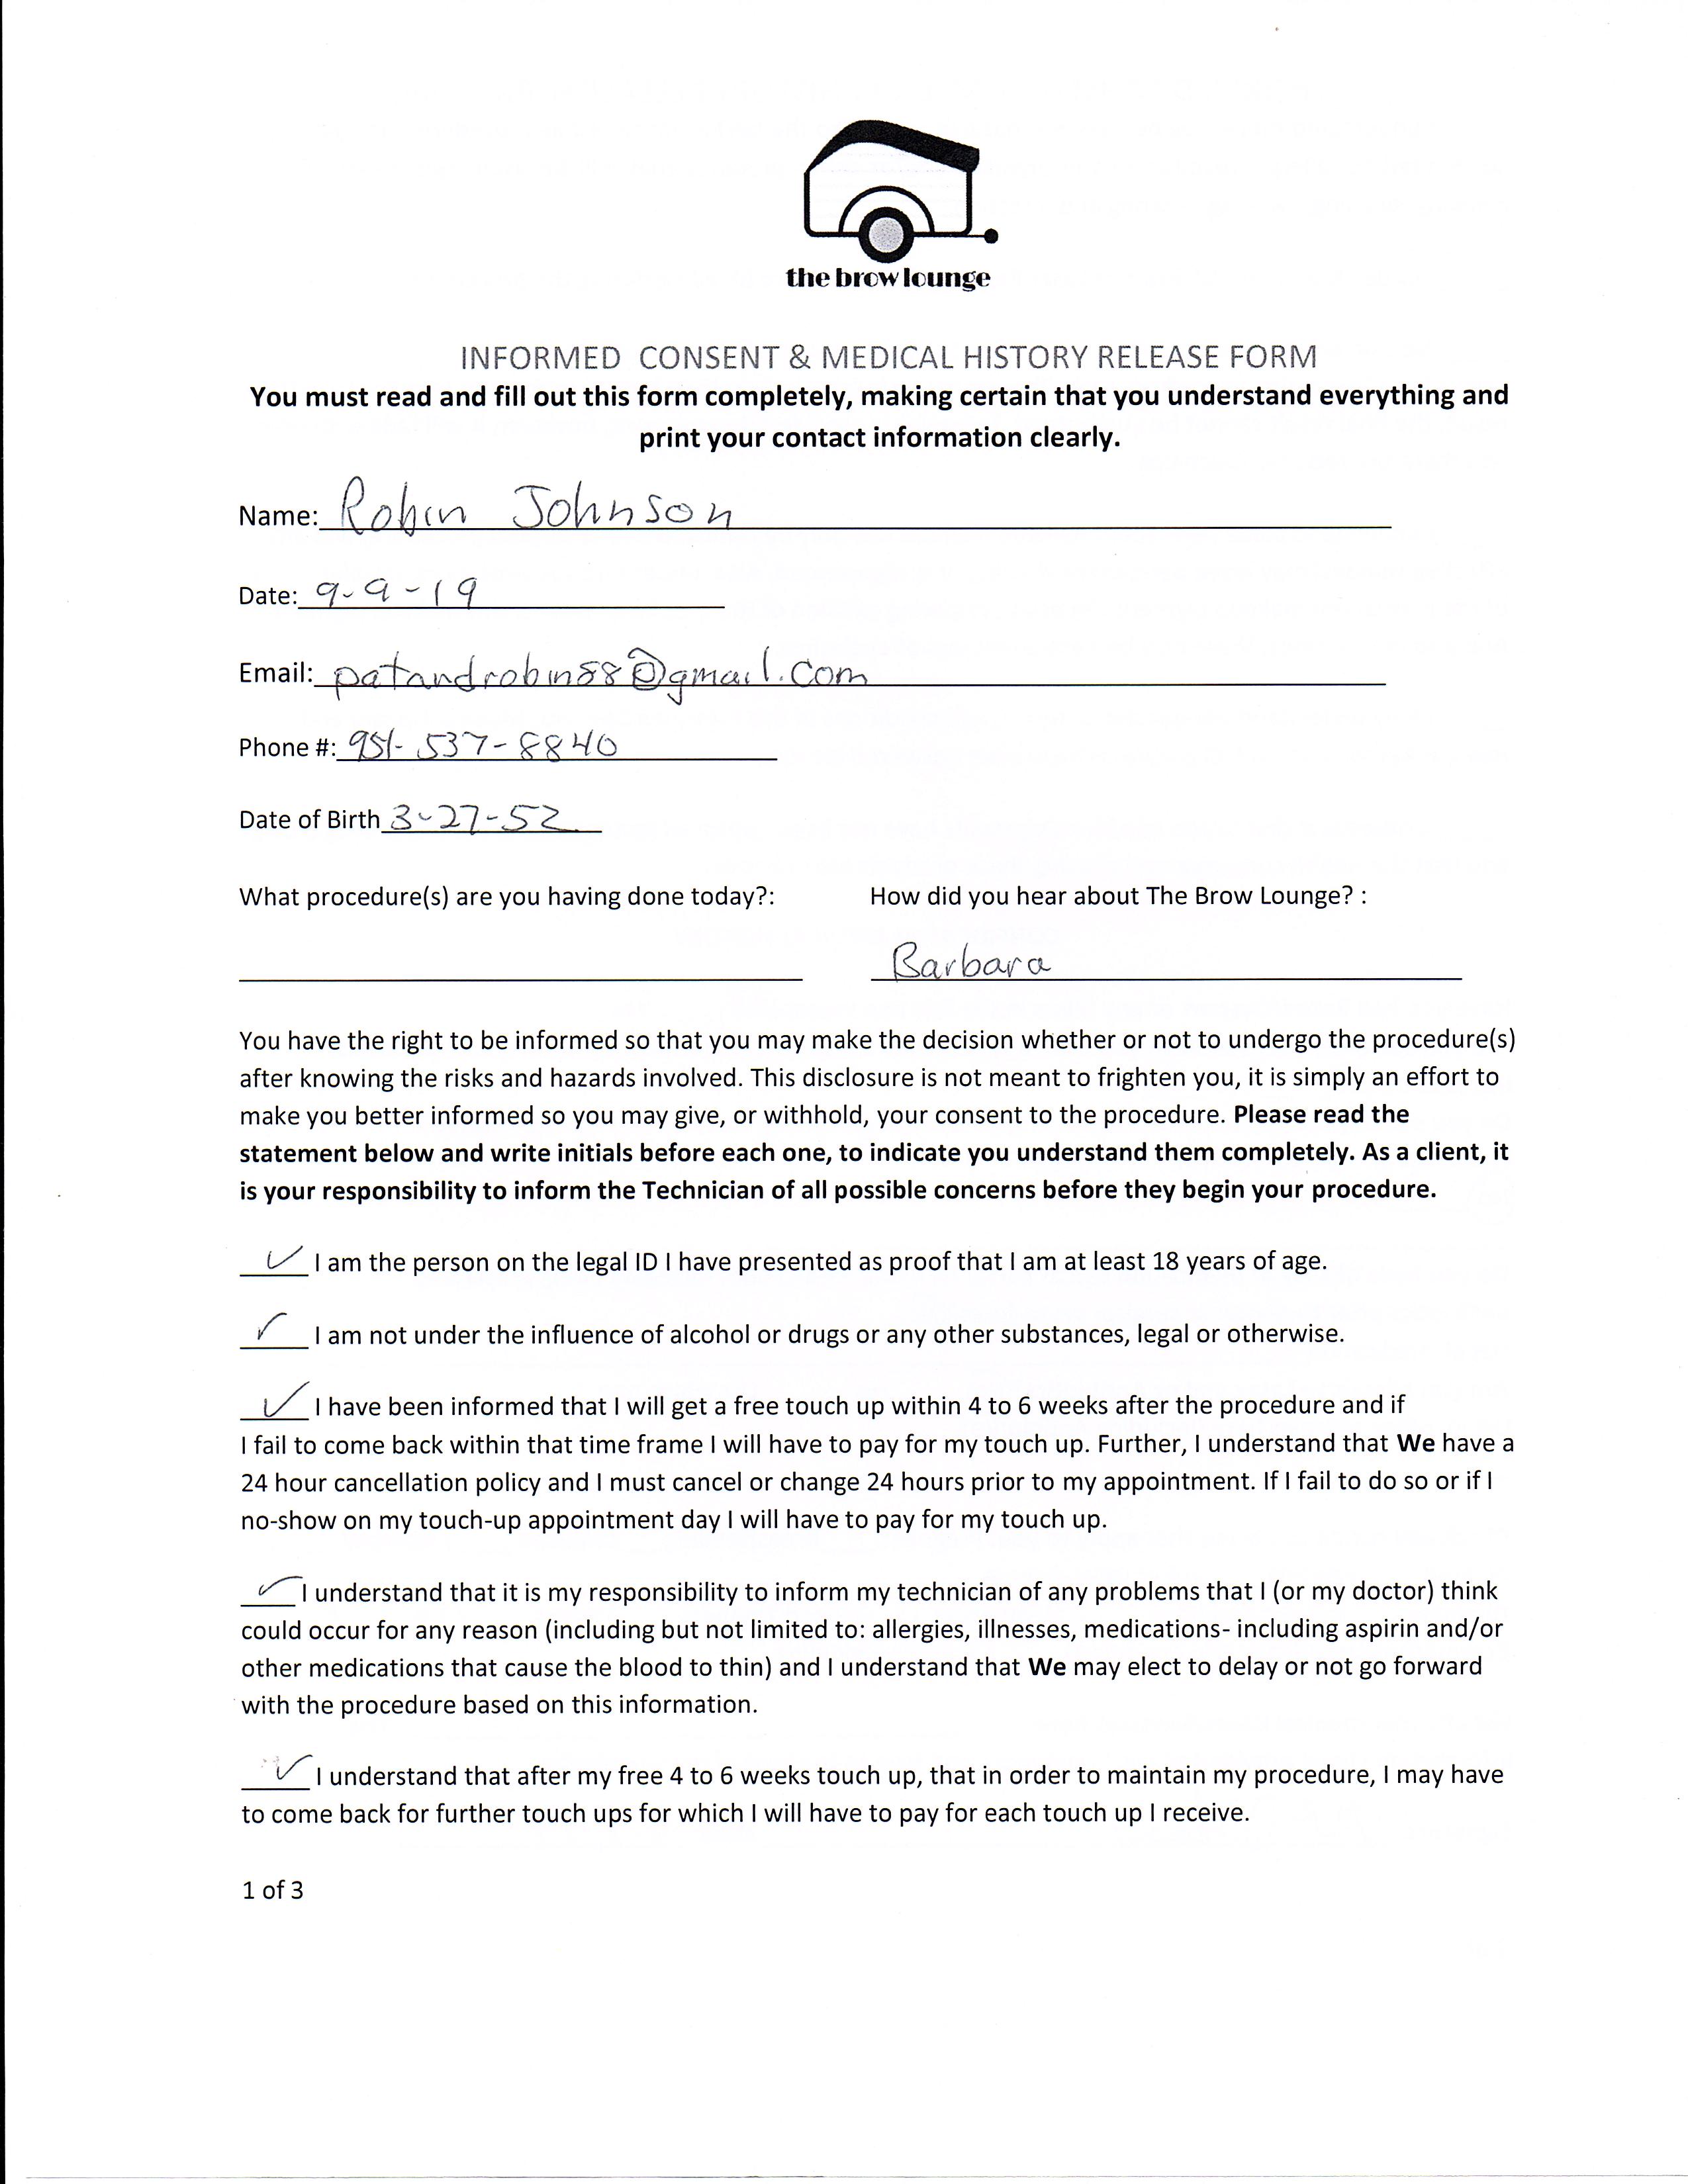 the brow lounge
INFORMED CONSENT & MEDICAL HISTORY RELEASE FORM
You must read and fill out this form completely, making certain that you understand everything and
print your contact information clearly.
Name: Robin Johnson
Date: 9-9-19
Email: patandrobin88@gmail.com
Phone #: 951-537-8840
Date of Birth 3-27-52
What procedure(s) are you having done today?: How did you hear about The Brow Lounge? :
Barbara
You have the right to be informed so that you may make the decision whether or not to undergo the procedure(s)
after knowing the risks and hazards involved. This disclosure is not meant to frighten you, it is simply an effort to
make you better informed so you may give, or withhold, your consent to the procedure. Please read the
statement below and write initials before each one, to indicate you understand them completely. As a client, it
is your responsibility to inform the Technician of all possible concerns before they begin your procedure.
✓ I am the person on the legal ID I have presented as proof that I am at least 18 years of age.
✓ I am not under the influence of alcohol or drugs or any other substances, legal or otherwise.
✓ I have been informed that I will get a free touch up within 4 to 6 weeks after the procedure and if
I fail to come back within that time frame I will have to pay for my touch up. Further, I understand that We have a
24 hour cancellation policy and I must cancel or change 24 hours prior to my appointment. If I fail to do so or if I
no-show on my touch-up appointment day I will have to pay for my touch up.
✓ I understand that it is my responsibility to inform my technician of any problems that I (or my doctor) think
could occur for any reason (including but not limited to: allergies, illnesses, medications- including aspirin and/or
other medications that cause the blood to thin) and I understand that We may elect to delay or not go forward
with the procedure based on this information.
✓ I understand that after my free 4 to 6 weeks touch up, that in order to maintain my procedure, I may have
to come back for further touch ups for which I will have to pay for each touch up I receive.
1 of 3